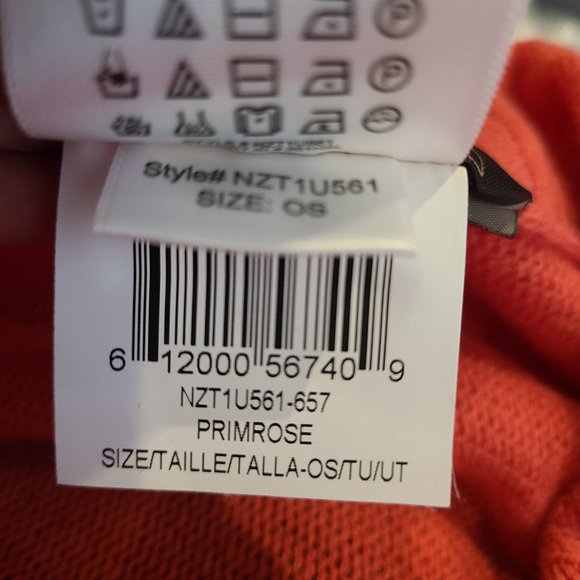 P
P
Style# NZT1U561
SIZE: OS
6 12000 56740 9
NZT1U561-657
PRIMROSE
SIZE/TAILLE/TALLA-OS/TU/UT